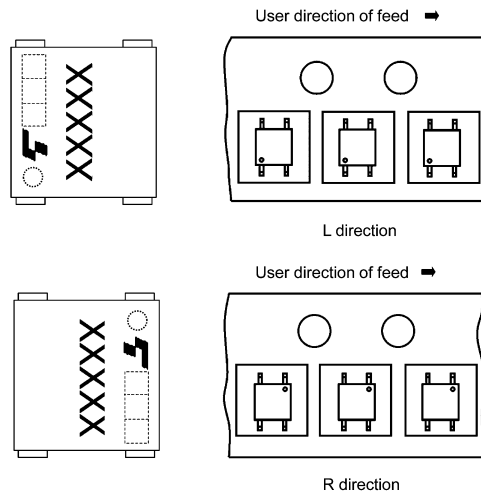 User direction of feed
XXXXX
L direction
User direction of feed
XXXXX
R direction